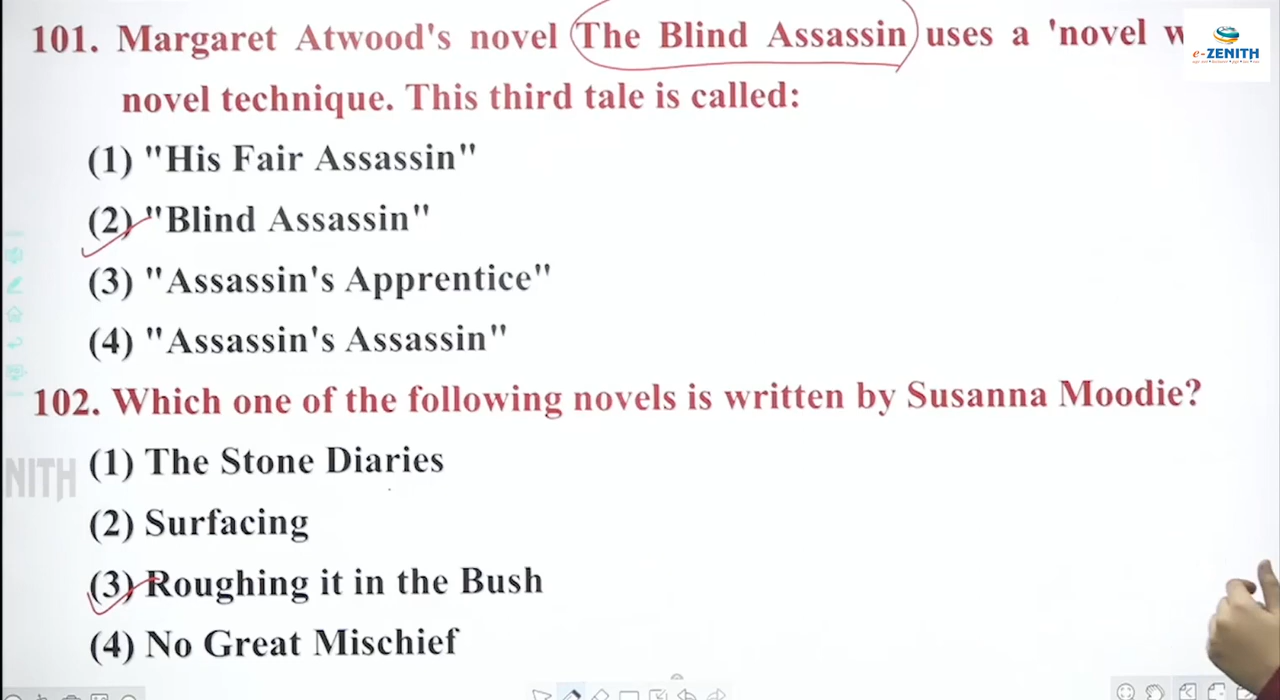 101. Margaret Atwood's novel The Blind Assassin uses a 'novel w
e-ZENITH
novel technique. This third tale is called:
(1) "His Fair Assassin"
(2) "Blind Assassin"
(3) "Assassin's Apprentice"
(4) "Assassin's Assassin"
102. Which one of the following novels is written by Susanna Moodie?
NITH
(1) The Stone Diaries
(2) Surfacing
(3) Roughing it in the Bush
(4) No Great Mischief